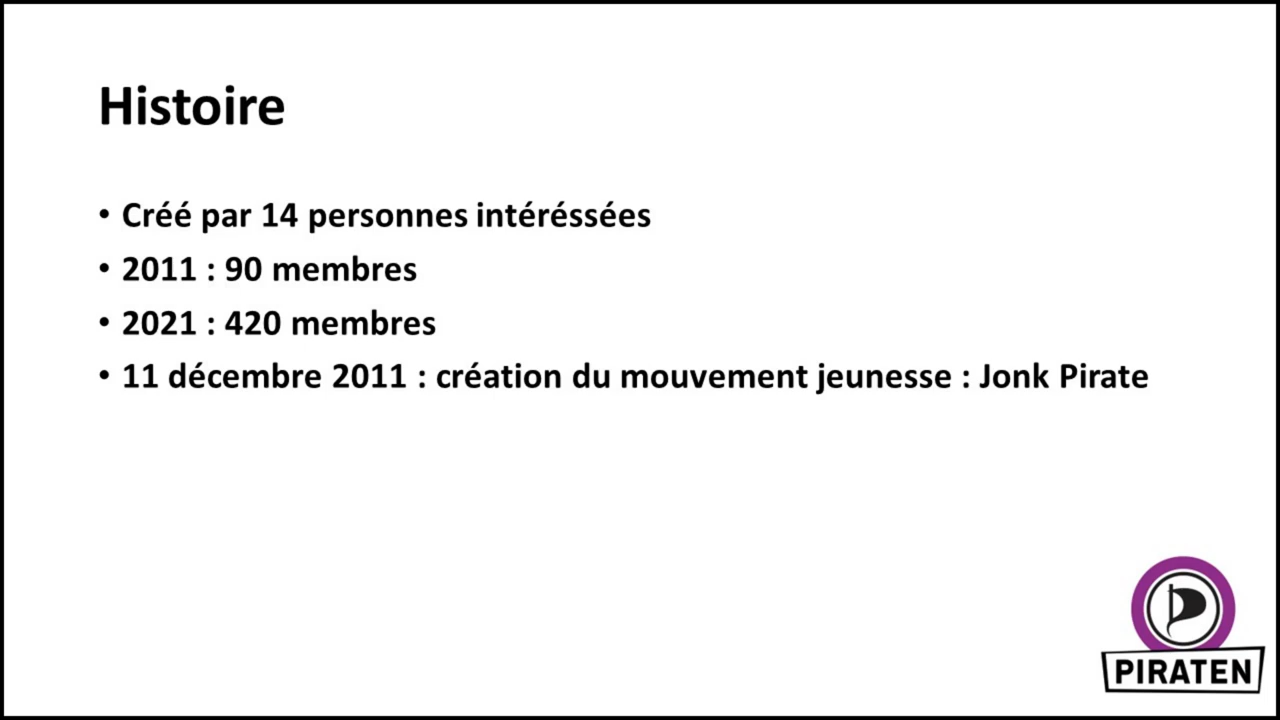 Histoire
• Créé par 14 personnes intéréssées
• 2011 : 90 membres
• 2021 : 420 membres
• 11 décembre 2011 : création du mouvement jeunesse : Jonk Pirate
PIRATEN